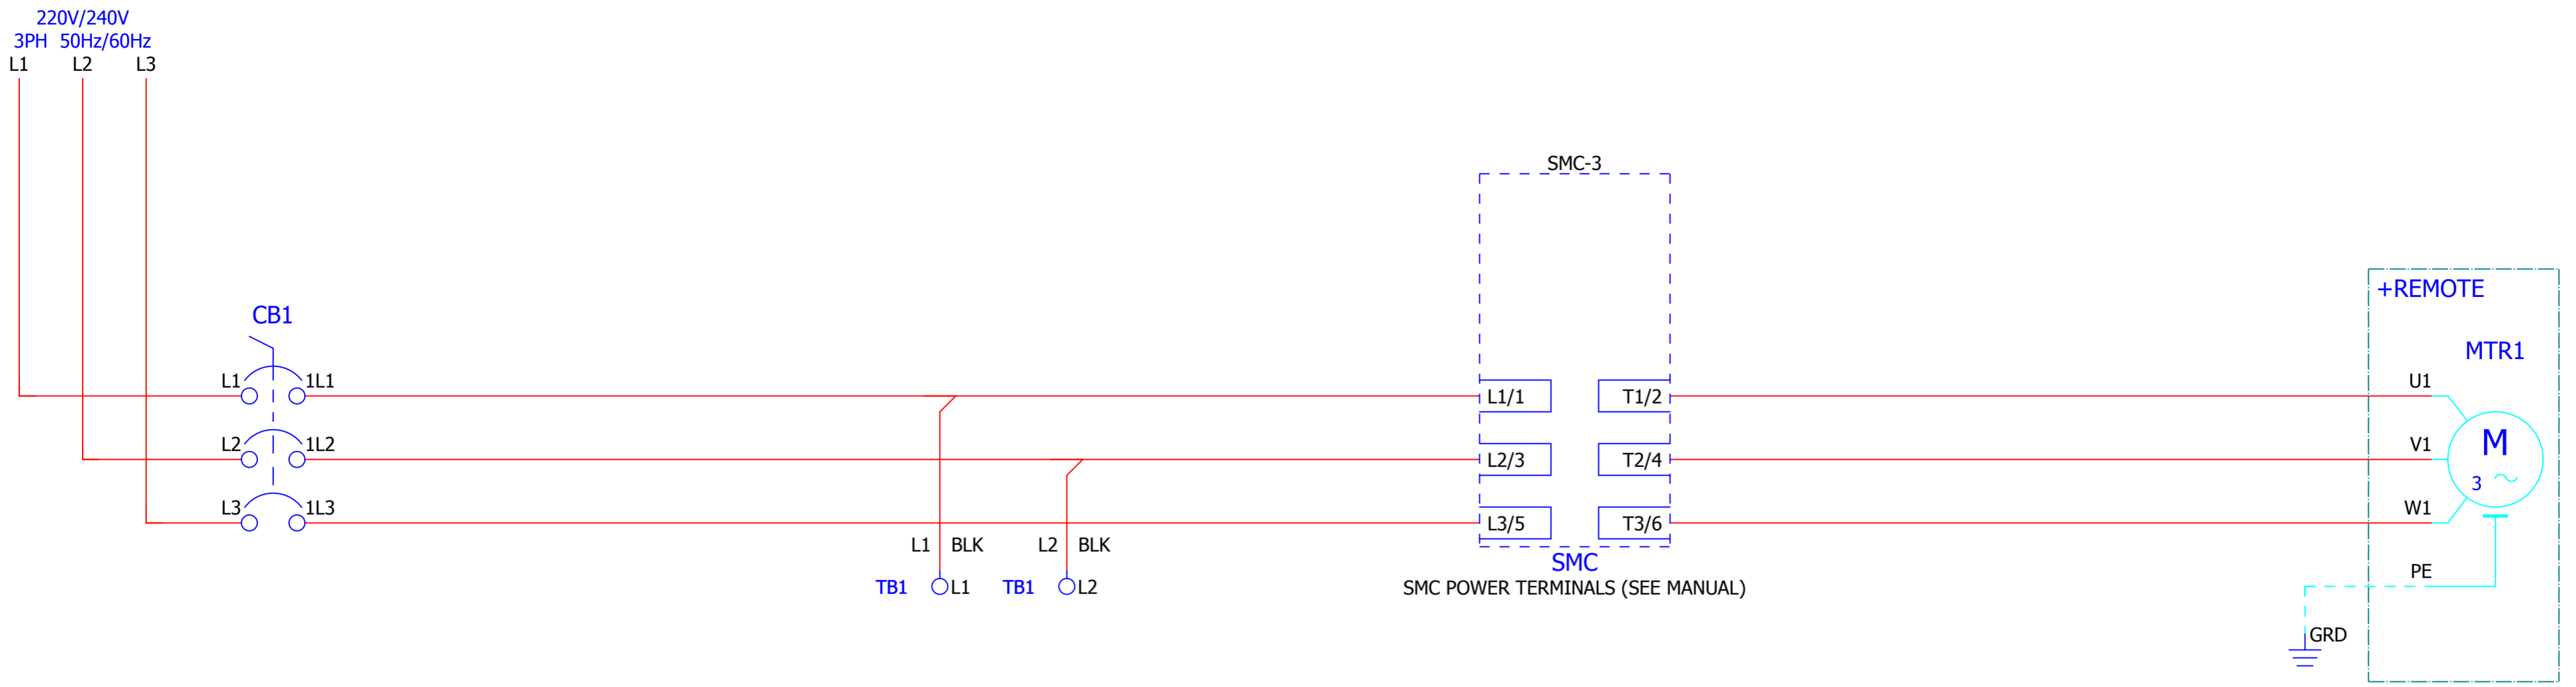 220V/240V
3PH 50Hz/60Hz
L1 L2 L3
SMC-3
+REMOTE
CB1
MTR1
L1 1L1 L1/1 T1/2 U1
L2 1L2 L2/3 T2/4 V1
M
3
L3 1L3 L3/5 T3/6 W1
L1 BLK L2 BLK
SMC
PE
TB1 L1 TB1 L2
SMC POWER TERMINALS (SEE MANUAL)
GRD